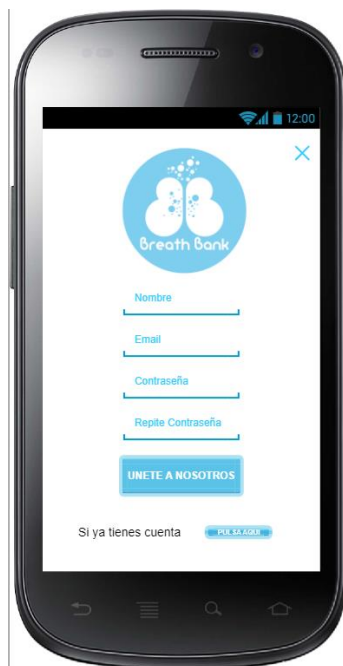 12:00
Breath Bank
Nombre
Email
Contraseña
Repite Contraseña
UNETE A NOSOTROS
Si ya tienes cuenta PULSA AQUI